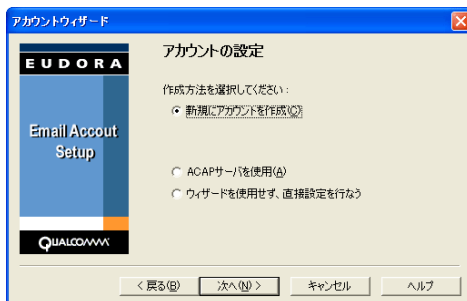 アカウントウィザード
EUDORA
Email Accout
Setup
QUALCOMM
アカウントの設定
作成方法を選択してください:
新規にアカウントを作成(C)
ACAPサーバを使用(A)
ウィザードを使用せず、直接設定を行なう
< 戻る(B)
次へ(N) >
キャンセル
ヘルプ